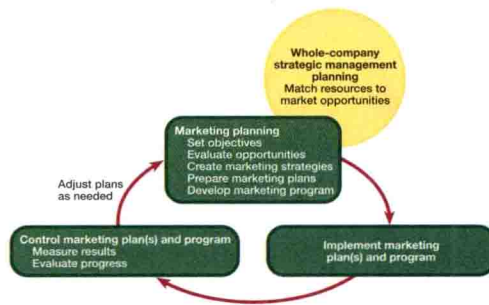 Whole-company
strategic management
planning
Match resources to
market opportunities
Marketing planning
Set objectives
Evaluate opportunities
Create marketing strategies
Prepare marketing plans
Develop marketing program
Adjust plans
as needed
Control marketing plan(s) and program
Measure results
Evaluate progress
Implement marketing
plan(s) and program